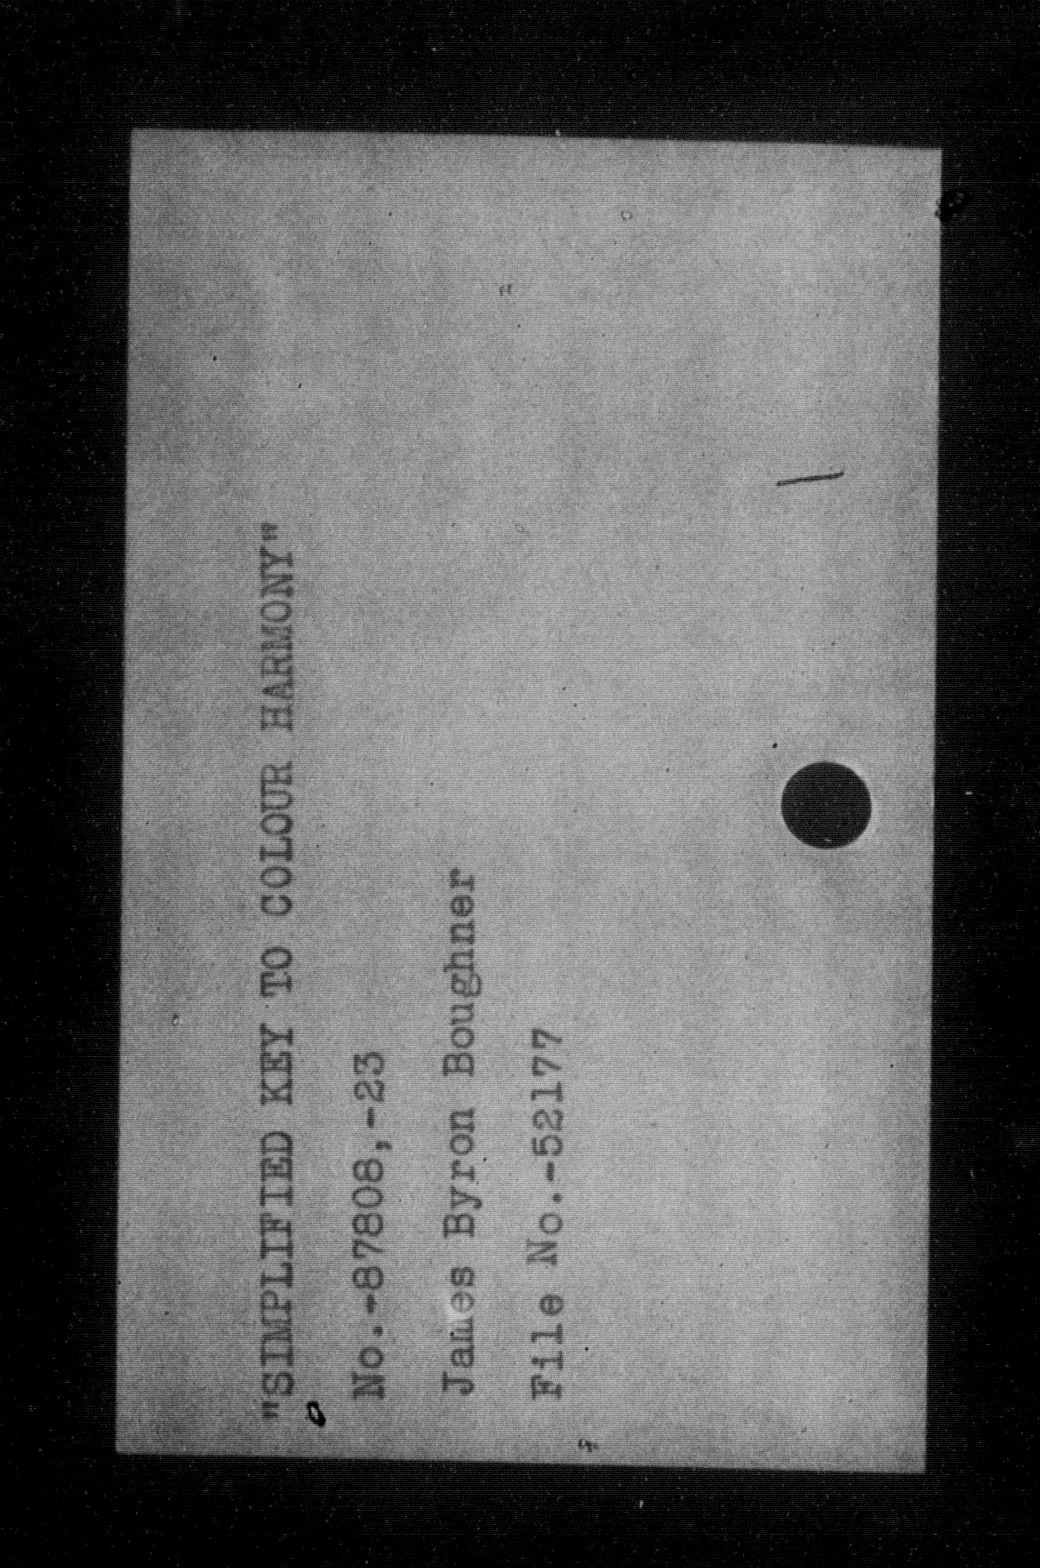 "SIMPLIFIED KEY TO COLOUR HARMONY"
No.-87808,-23
James Byron Boughner
File No.-52177